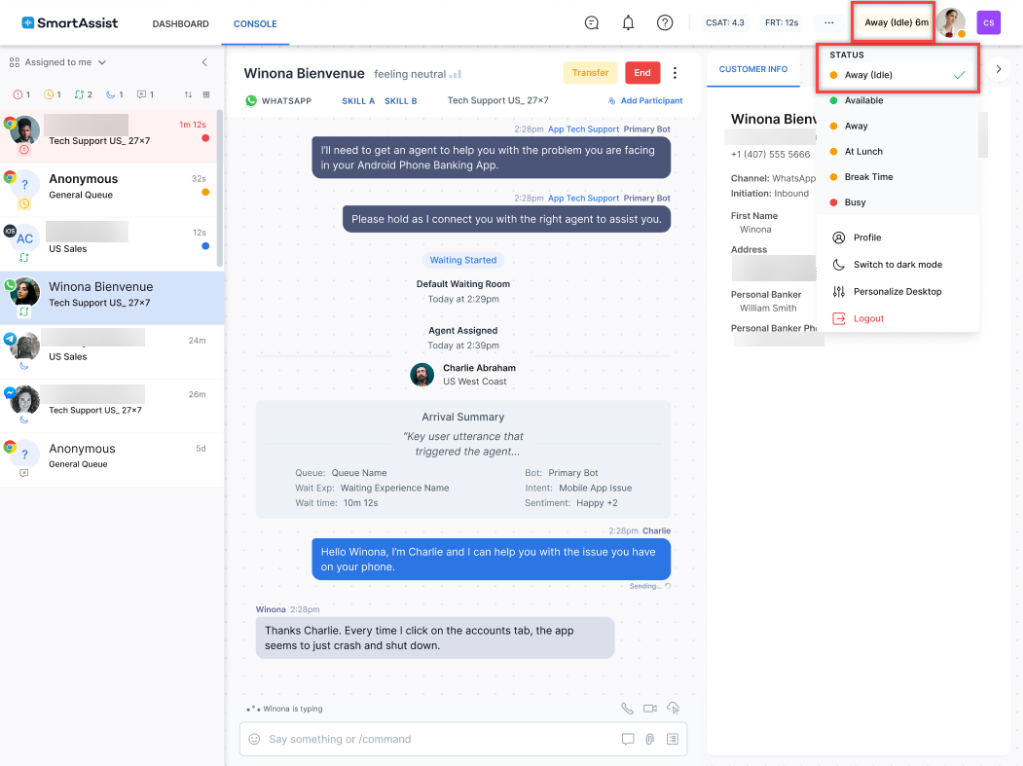 SmartAssist
DASHBOARD
CONSOLE
CSAT: 4.3
FRT: 12s
Away (Idle) 6m
CS
Assigned to me
1
1
2
1
1
1m 12s
Tech Support US_ 27×7
?
Anonymous
32s
General Queue
iOS
AC
12s
US Sales
Winona Bienvenue
Tech Support US_ 27×7
24m
US Sales
26m
Tech Support US_ 27×7
?
Anonymous
5d
General Queue
Winona Bienvenue
feeling neutral
Transfer
End
WHATSAPP
SKILL A
SKILL B
Tech Support US_ 27×7
Add Participant
2:28pm App Tech Support Primary Bot
I'll need to get an agent to help you with the problem you are facing
in your Android Phone Banking App.
2:28pm App Tech Support Primary Bot
Please hold as I connect you with the right agent to assist you.
Waiting Started
Default Waiting Room
Today at 2:29pm
Agent Assigned
Today at 2:39pm
Charlie Abraham
US West Coast
Arrival Summary
"Key user utterance that
triggered the agent...
Queue: Queue Name
Bot: Primary Bot
Wait Exp: Waiting Experience Name
Intent: Mobile App Issue
Wait time: 10m 12s
Sentiment: Happy +2
2:28pm Charlie
Hello Winona, I'm Charlie and I can help you with the issue you have
on your phone.
Sending...
Winona 2:28pm
Thanks Charlie. Every time I click on the accounts tab, the app
seems to just crash and shut down.
Winona is typing
Say something or /command
CUSTOMER INFO
Winona Bienv
+1 (407) 555 5666
Channel: WhatsApp
Initiation: Inbound
First Name
Winona
Address
Personal Banker
William Smith
Personal Banker Pho
STATUS
Away (Idle)
Available
Away
At Lunch
Break Time
Busy
Profile
Switch to dark mode
Personalize Desktop
Logout